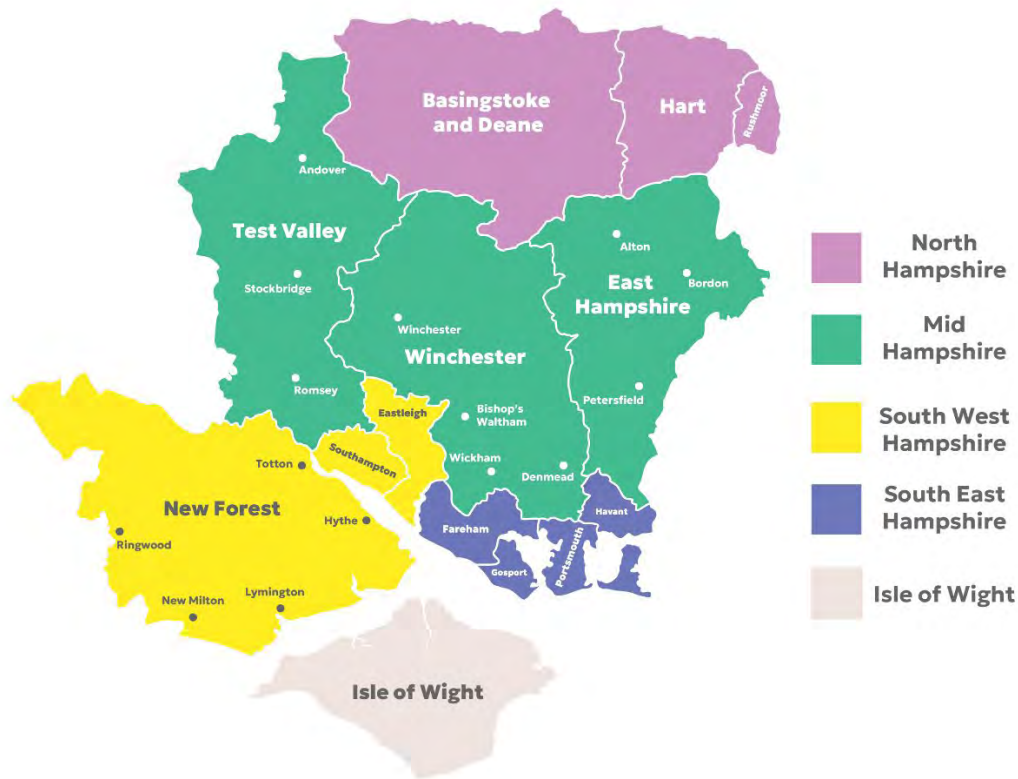 Basingstoke
and Deane
Hart
Rushmoor
Andover
Test Valley
Stockbridge
Romsey
Winchester
Winchester
Bishop's
Waltham
Wickham
Denmead
Alton
East
Hampshire
Bordon
Petersfield
Eastleigh
Southampton
Totton
New Forest
Hythe
Ringwood
New Milton
Lymington
Fareham
Gosport
Portsmouth
Havant
Isle of Wight
North
Hampshire
Mid
Hampshire
South West
Hampshire
South East
Hampshire
Isle of Wight